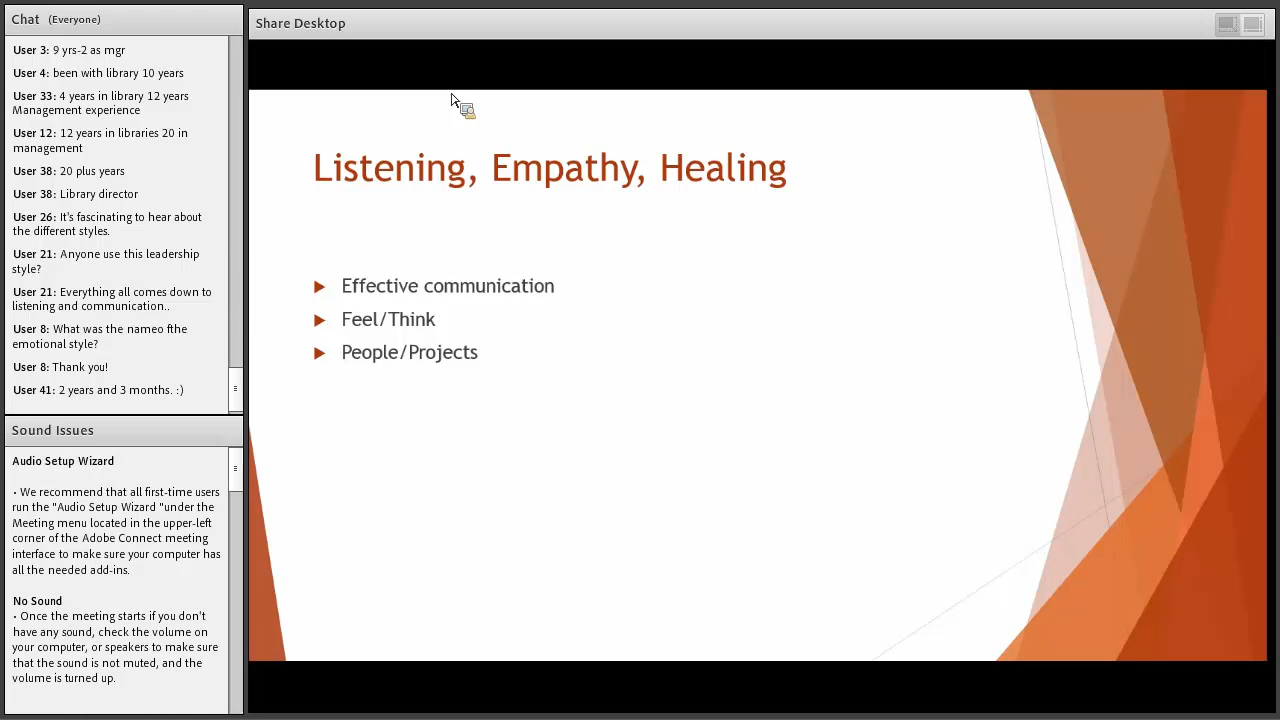 Chat (Everyone)
User 3: 9 yrs-2 as mgr
User 4: been with library 10 years
User 33: 4 years in library 12 years
Management experience
User 12: 12 years in libraries 20 in
management
User 38: 20 plus years
User 38: Library director
User 26: It's fascinating to hear about
the different styles.
User 21: Anyone use this leadership
style?
User 21: Everything all comes down to
listening and communication..
User 8: What was the nameo fthe
emotional style?
User 8: Thank you!
User 41: 2 years and 3 months. :)
Sound Issues
Audio Setup Wizard
• We recommend that all first-time users
run the "Audio Setup Wizard "under the
Meeting menu located in the upper-left
corner of the Adobe Connect meeting
interface to make sure your computer has
all the needed add-ins.
No Sound
• Once the meeting starts if you don't
have any sound, check the volume on
your computer, or speakers to make sure
that the sound is not muted, and the
volume is turned up.
Share Desktop
Listening, Empathy, Healing
Effective communication
Feel/Think
People/Projects